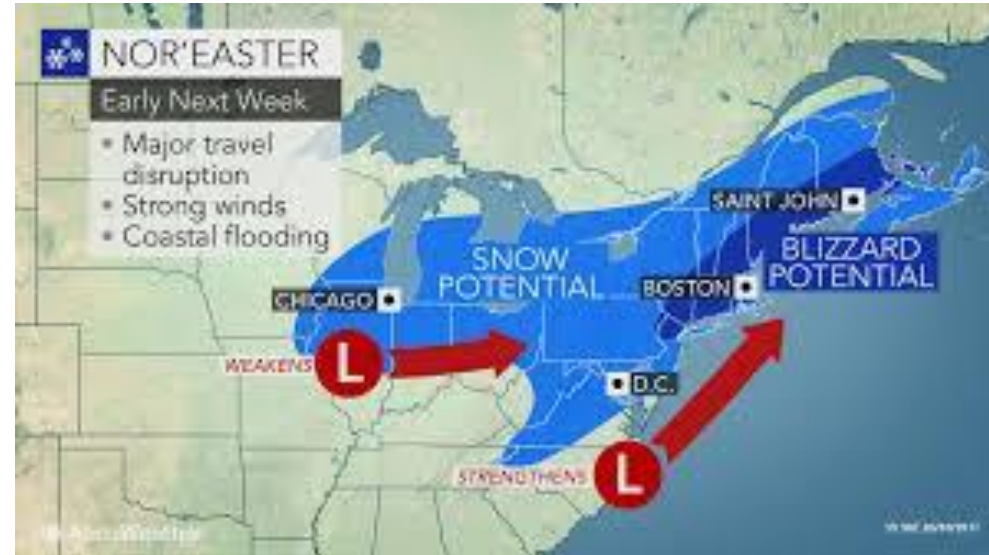 NOR'EASTER
Early Next Week
• Major travel
disruption
• Strong winds
• Coastal flooding
SAINT JOHN
BLIZZARD
POTENTIAL
SNOW
POTENTIAL
BOSTON
CHICAGO
WEAKENS
L
D.C.
STRENGTHENS
L
AccuWeather